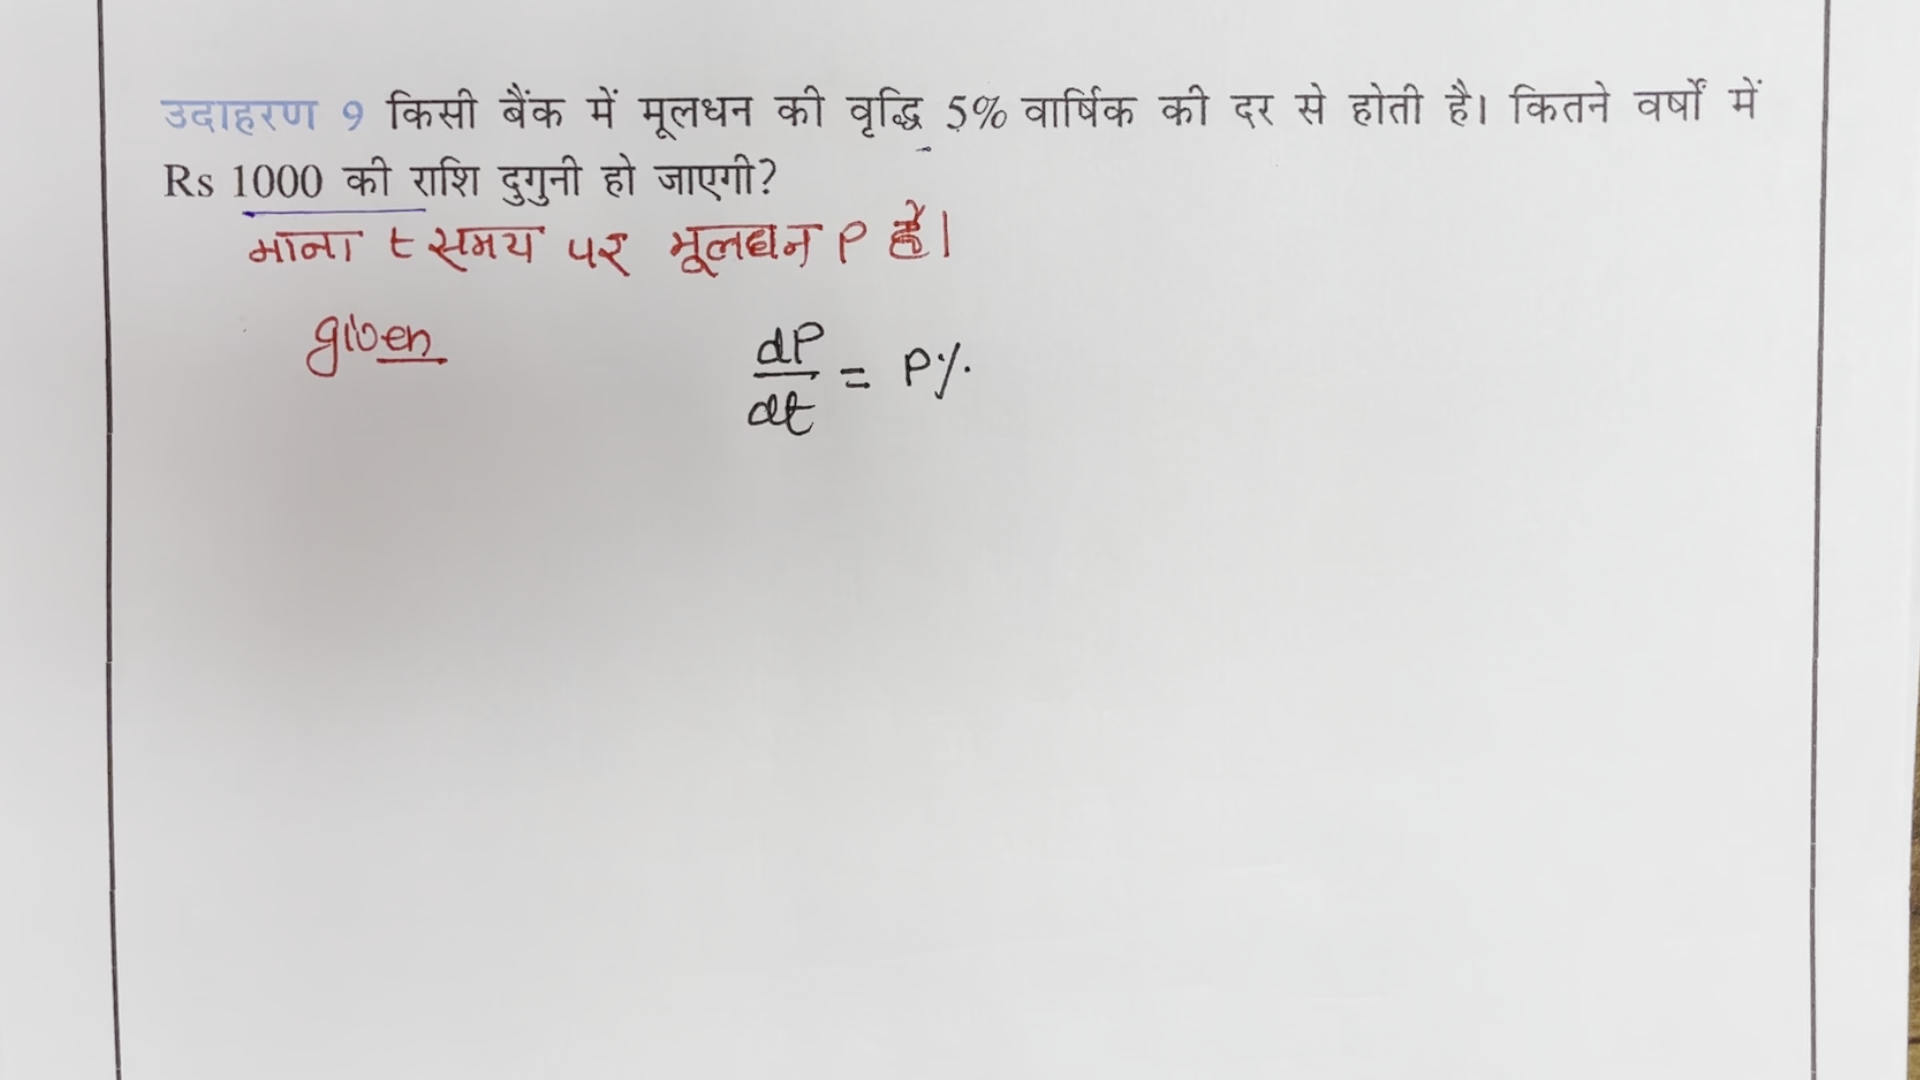 उदाहरण 9 किसी बैंक में मूलधन की वृद्धि 5% वार्षिक की दर से होती है। कितने वर्षों में
Rs 1000 की राशि दुगुनी हो जाएगी?
माना t समय पर मूलधन P है।
given
dP/dt = P%